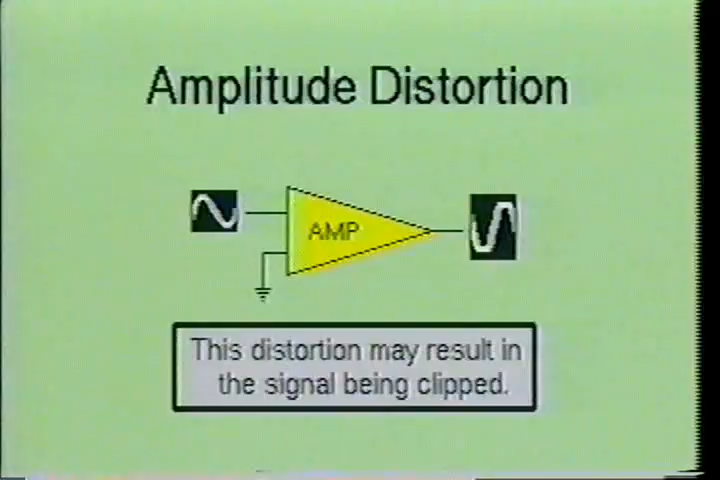 Amplitude Distortion
AMP
This distortion may result in
the signal being clipped.